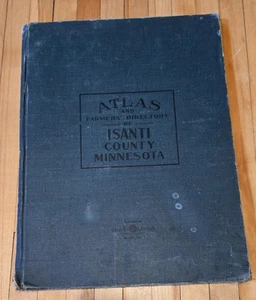 ATLAS
AND
FARMERS' DIRECTORY
OF
ISANTI
COUNTY
MINNESOTA